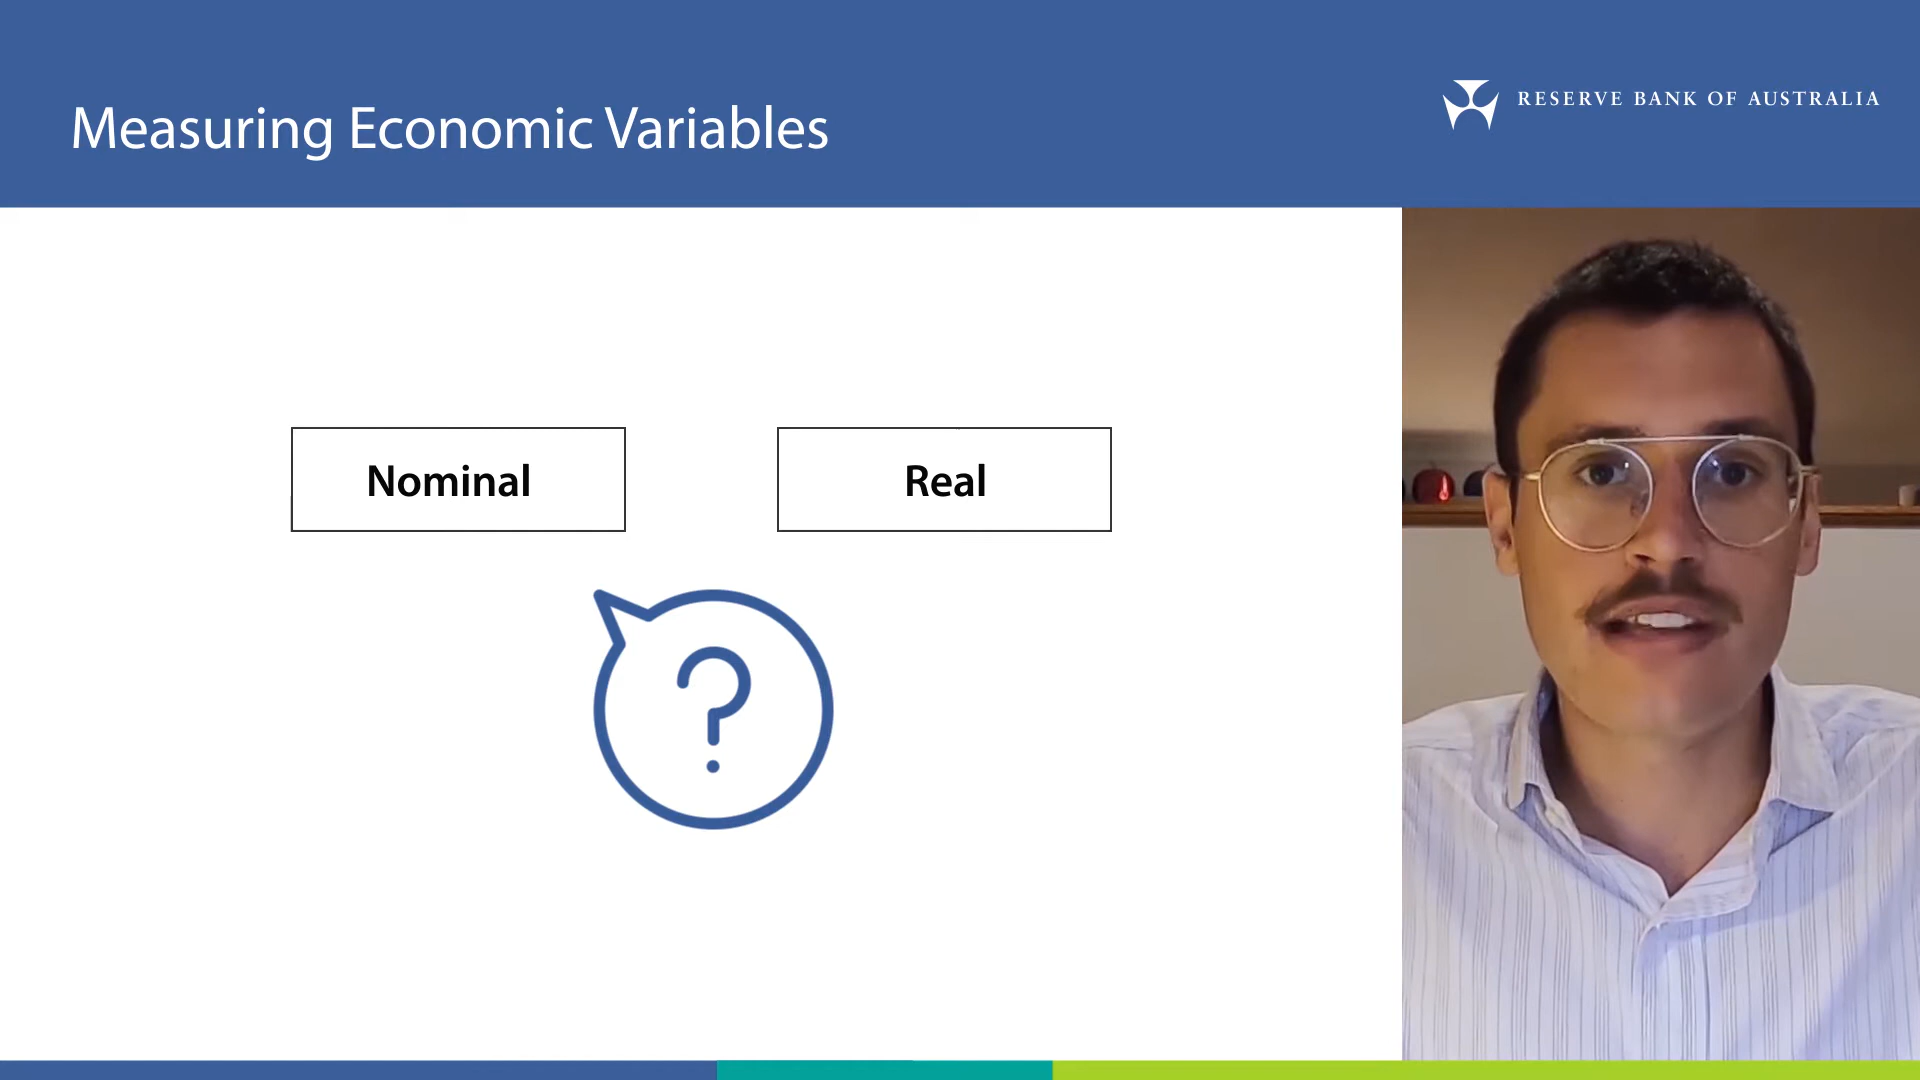 Measuring Economic Variables
RESERVE BANK OF AUSTRALIA
Nominal
Real
?